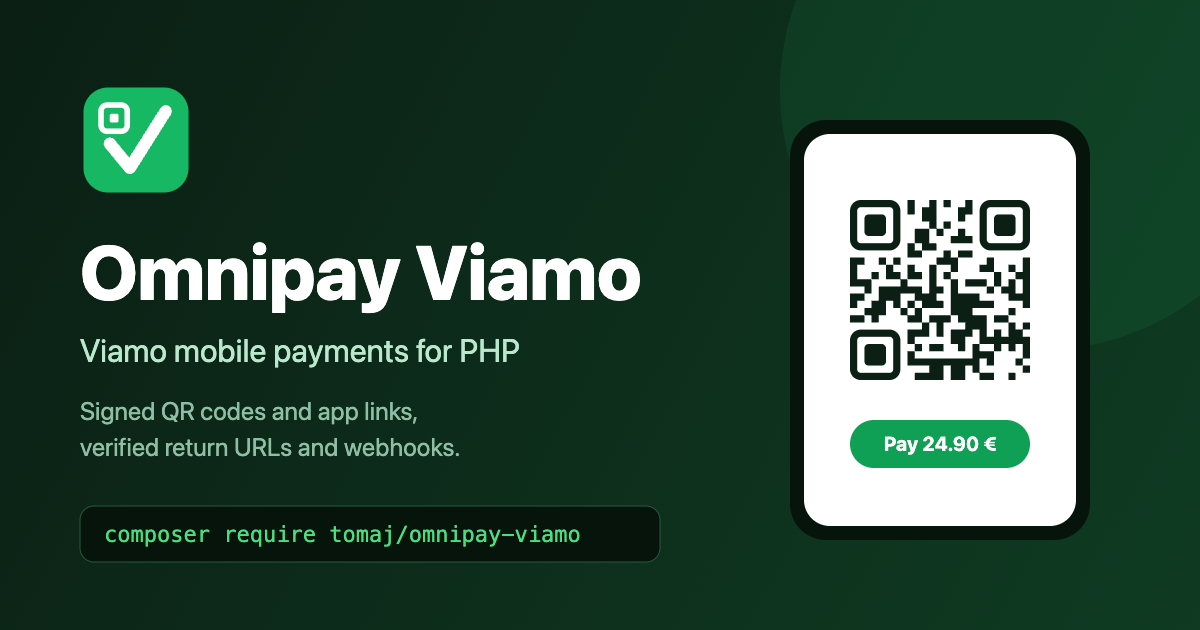 Omnipay Viamo
Viamo mobile payments for PHP
Signed QR codes and app links,
verified return URLs and webhooks.
composer require tomaj/omnipay-viamo
Pay 24.90 €